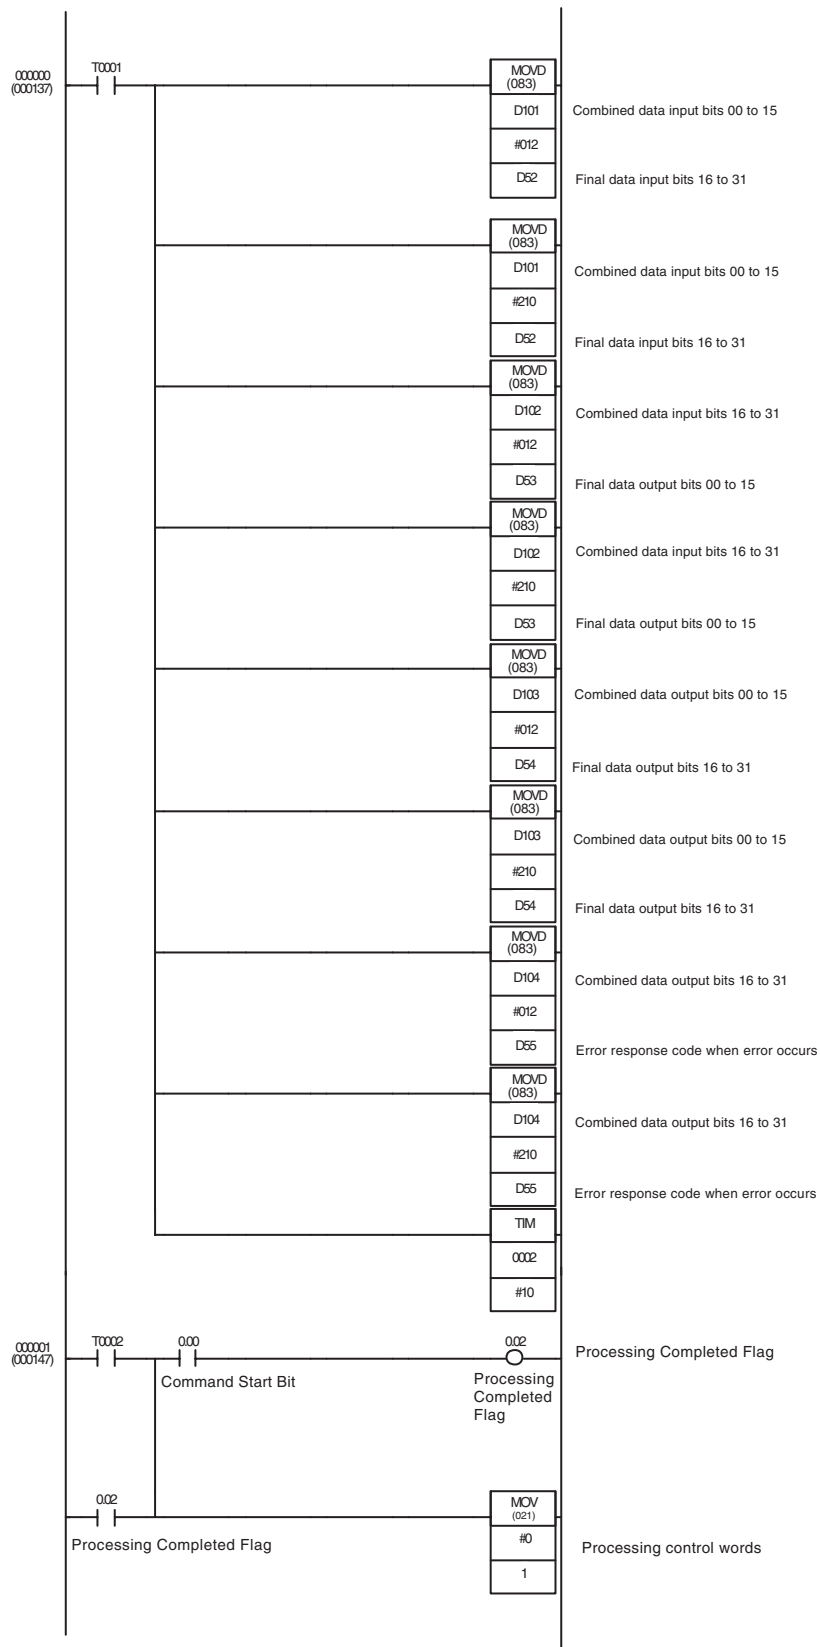 000000
(000137)
T0001
MOVD
(083)
D101 Combined data input bits 00 to 15
#012
D52 Final data input bits 16 to 31
MOVD
(083)
D101 Combined data input bits 00 to 15
#210
D52 Final data input bits 16 to 31
MOVD
(083)
D102 Combined data input bits 16 to 31
#012
D53 Final data output bits 00 to 15
MOVD
(083)
D102 Combined data input bits 16 to 31
#210
D53 Final data output bits 00 to 15
MOVD
(083)
D103 Combined data output bits 00 to 15
#012
D54 Final data output bits 16 to 31
MOVD
(083)
D103 Combined data output bits 00 to 15
#210
D54 Final data output bits 16 to 31
MOVD
(083)
D104 Combined data output bits 16 to 31
#012
D55 Error response code when error occurs
MOVD
(083)
D104 Combined data output bits 16 to 31
#210
D55 Error response code when error occurs
TIM
0002
#10
000001
(000147)
T0002 0.00 0.02 Processing Completed Flag
Command Start Bit
Processing
Completed
Flag
0.02
Processing Completed Flag
MOV
(021)
#0 Processing control words
1